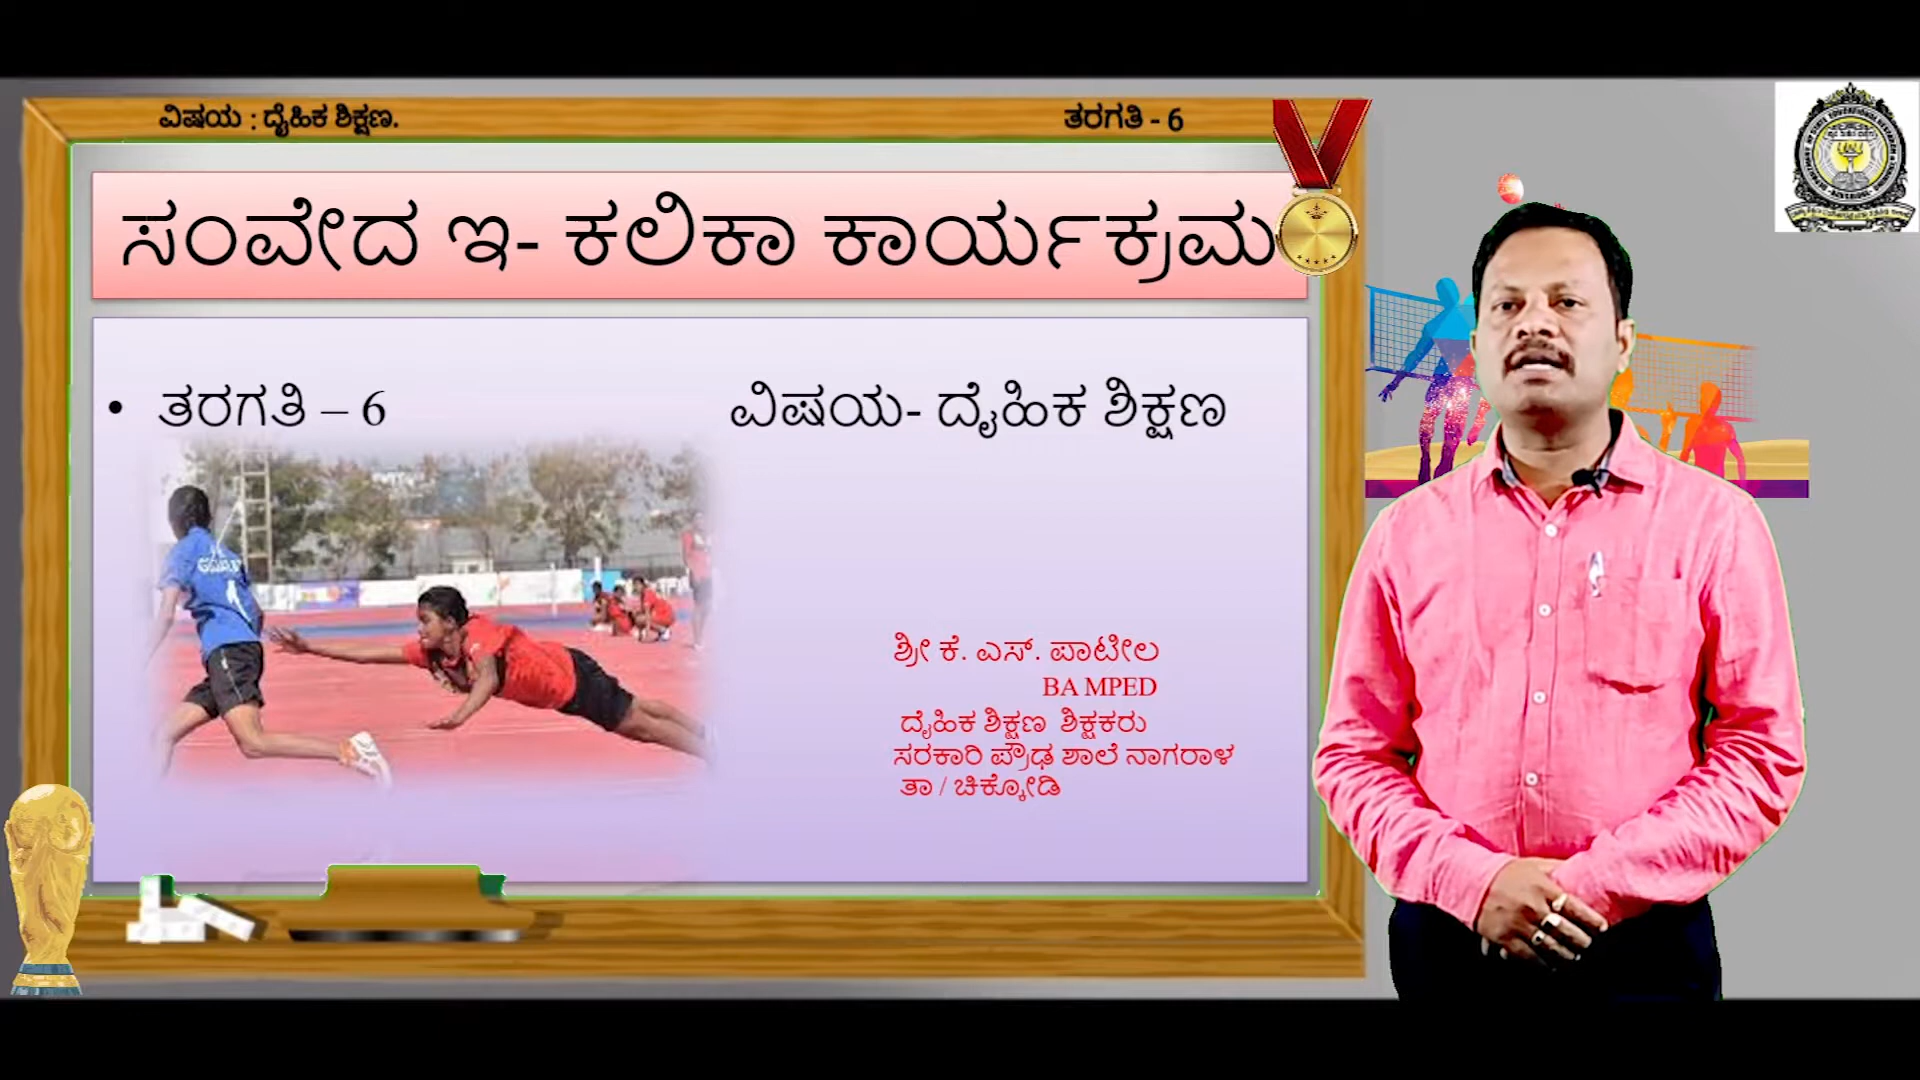 ವಿಷಯ : ದೈಹಿಕ ಶಿಕ್ಷಣ.
ತರಗತಿ - 6
ಸಂವೇದ ಇ- ಕಲಿಕಾ ಕಾರ್ಯಕ್ರಮ
• ತರಗತಿ – 6 ವಿಷಯ- ದೈಹಿಕ ಶಿಕ್ಷಣ
ಶ್ರೀ ಕೆ. ಎಸ್. ಪಾಟೀಲ
BA MPED
ದೈಹಿಕ ಶಿಕ್ಷಣ ಶಿಕ್ಷಕರು
ಸರಕಾರಿ ಪ್ರೌಢ ಶಾಲೆ ನಾಗರಾಳ
ತಾ / ಚಿಕ್ಕೋಡಿ